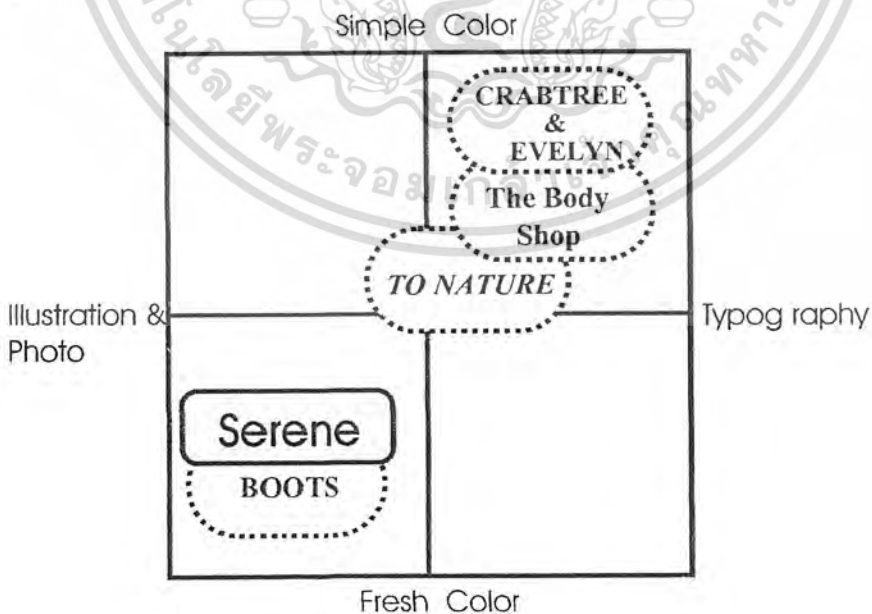 Simple Color
CRABTREE
&
EVELYN
The Body
Shop
TO NATURE
Illustration &
Photo
Typog raphy
Serene
BOOTS
Fresh Color